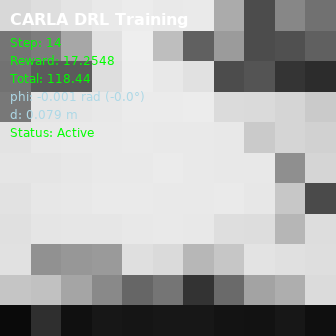 CARLA DRL Training
Step: 14
Reward: 17.2548
Total: 118.44
phi: -0.001 rad (-0.0°)
d: 0.079 m
Status: Active